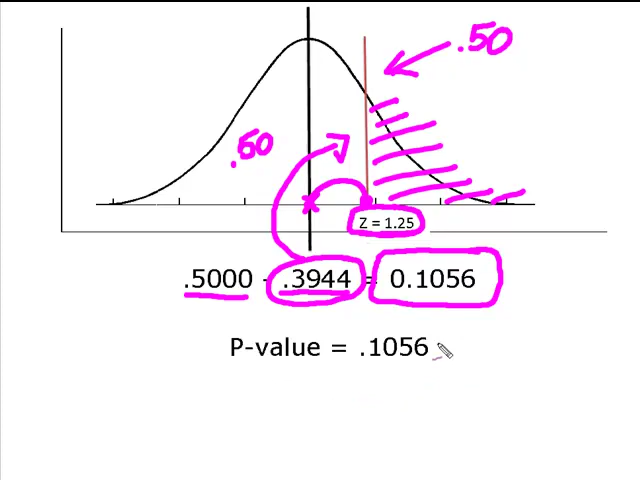 .50
.50
Z = 1.25
.5000 - .3944 = 0.1056
P-value = .1056